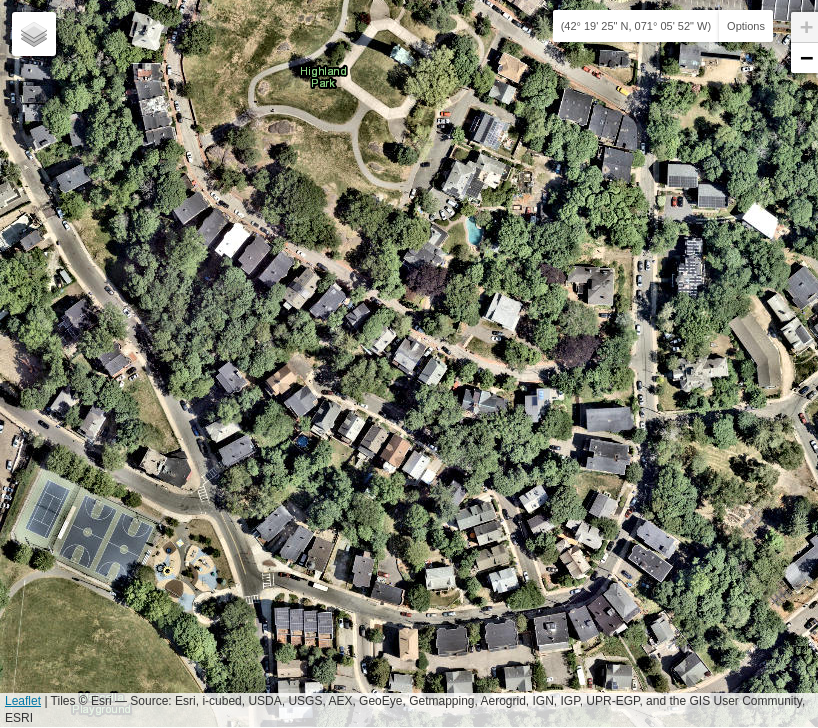 (42° 19' 25" N, 071° 05' 52" W) Options
+
−
Highland
Park
Playground
Leaflet | Tiles © Esri — Source: Esri, i-cubed, USDA, USGS, AEX, GeoEye, Getmapping, Aerogrid, IGN, IGP, UPR-EGP, and the GIS User Community,
ESRI